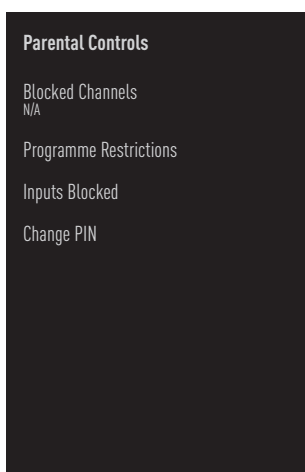 Parental Controls
Blocked Channels
N/A
Programme Restrictions
Inputs Blocked
Change PIN